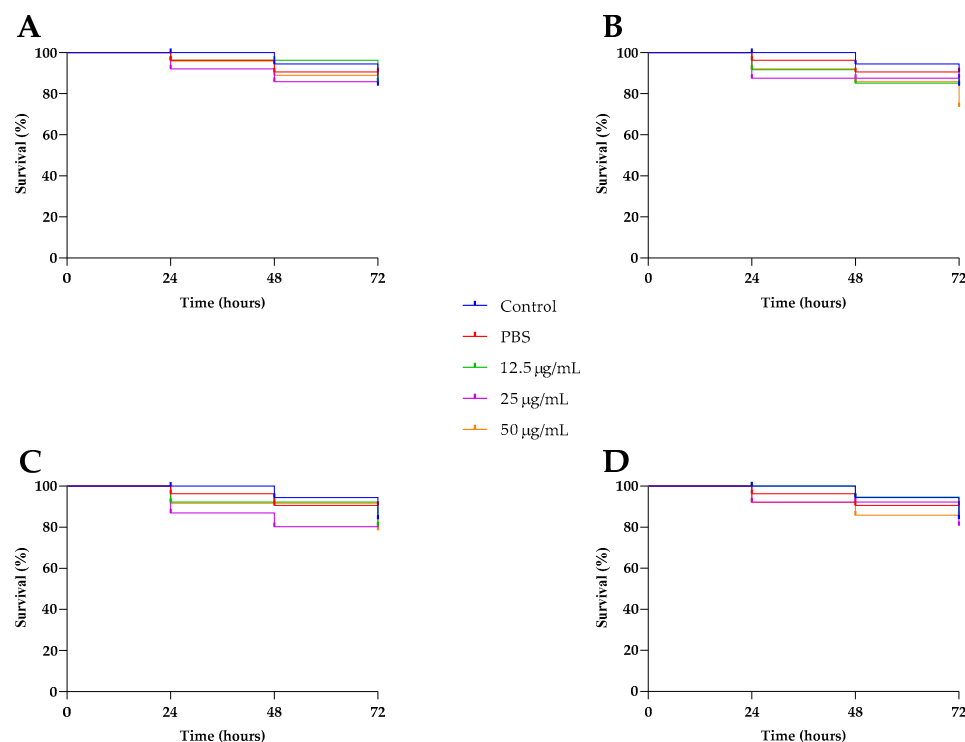 A
B
100
80
60
40
20
0
Survival (%)
0 24 48 72
Time (hours)
100
80
60
40
20
0
Survival (%)
0 24 48 72
Time (hours)
Control
PBS
12.5 µg/mL
25 µg/mL
50 µg/mL
C
D
100
80
60
40
20
0
Survival (%)
0 24 48 72
Time (hours)
100
80
60
40
20
0
Survival (%)
0 24 48 72
Time (hours)